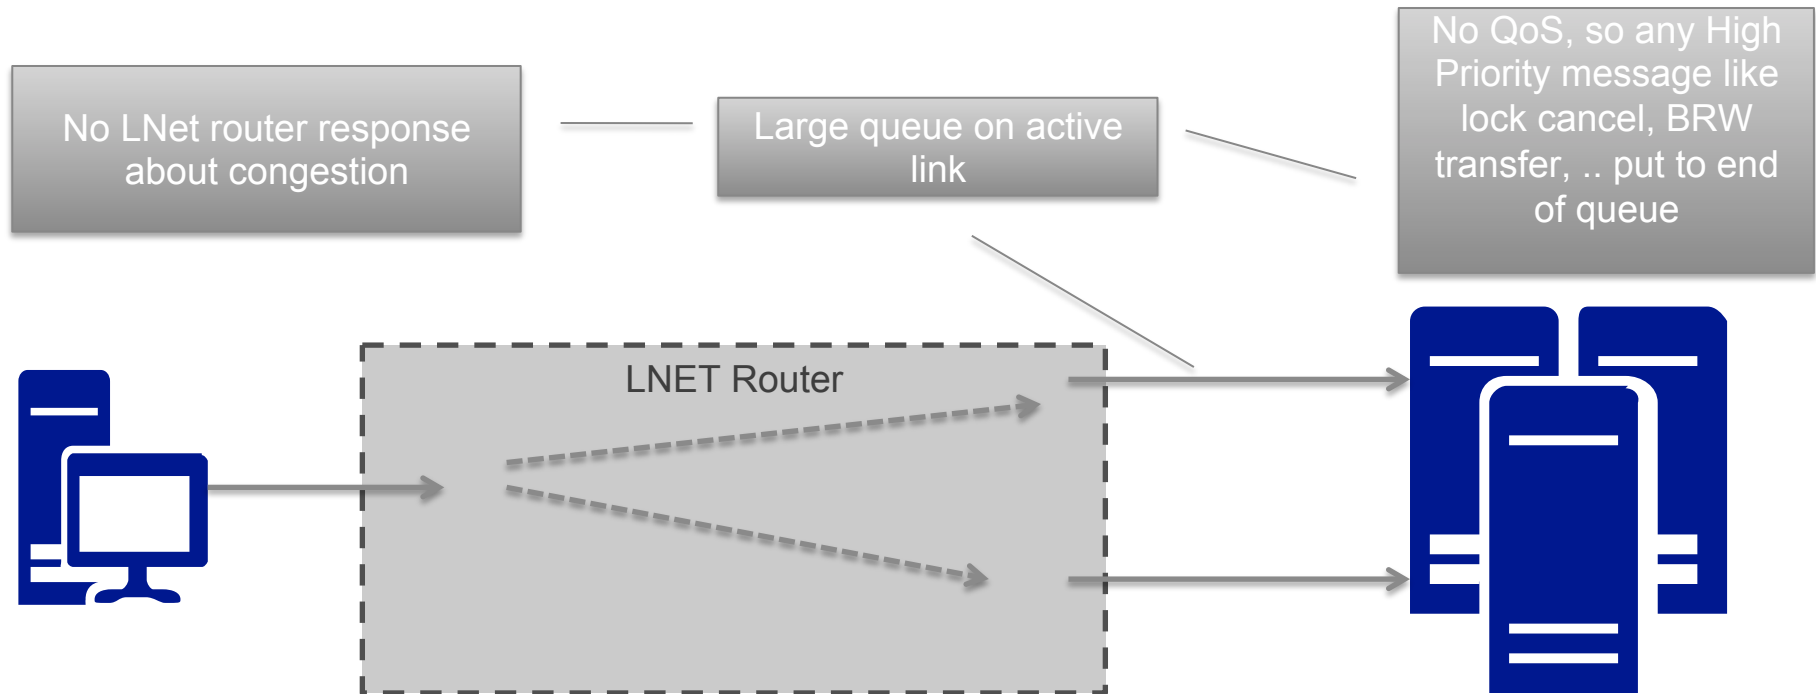 No LNet router response
about congestion
Large queue on active
link
No QoS, so any High
Priority message like
lock cancel, BRW
transfer, .. put to end
of queue
LNET Router